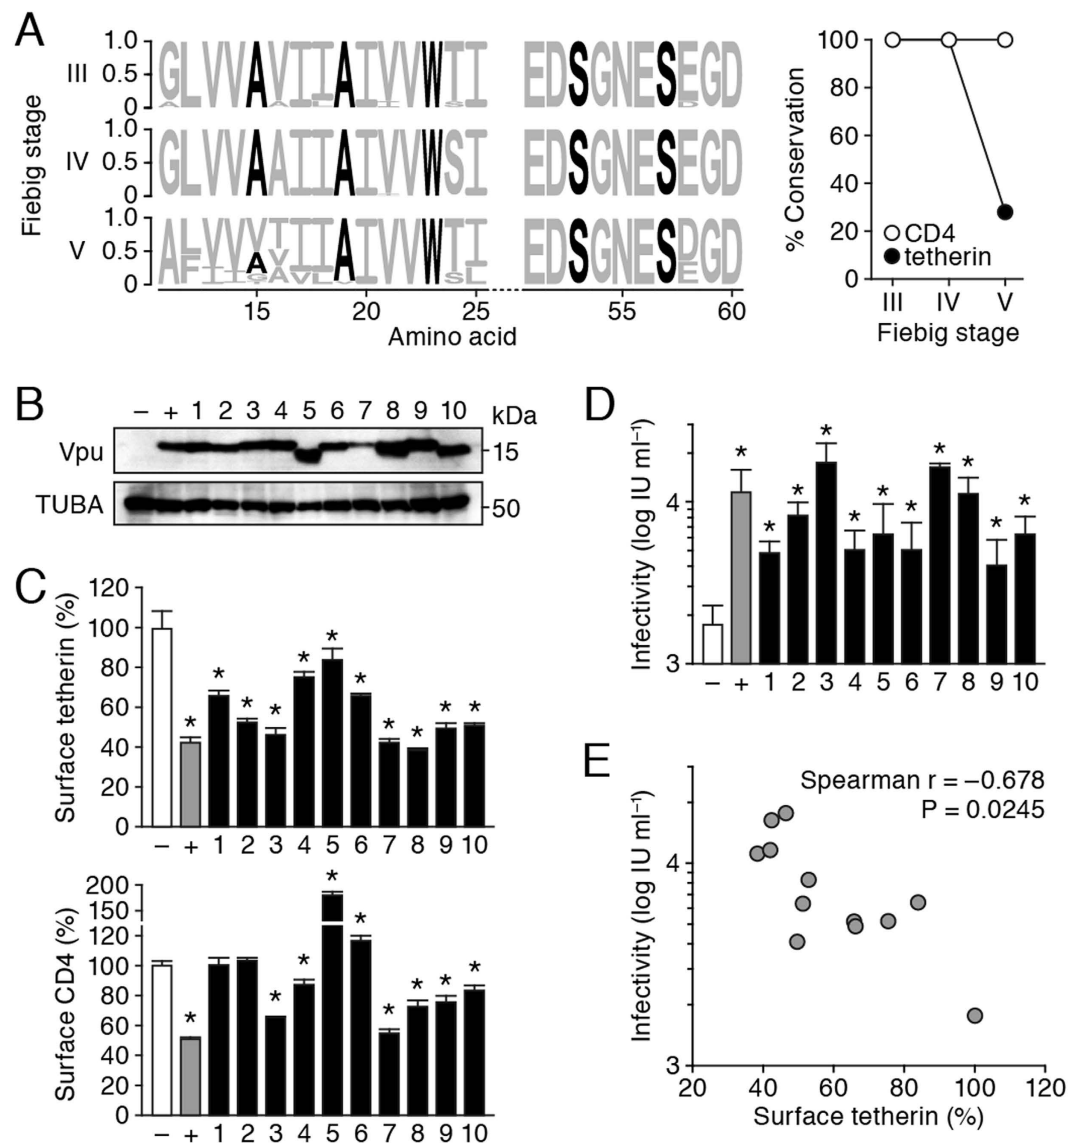 A
Fiebig stage
III
1.0
0.5
0
GLVVAVIIAIVVWTI EDSGNESEGD
IV
1.0
0.5
0
GLVVAAIIAIVVWSI EDSGNESEGD
V
1.0
0.5
0
15 20 25 55 60
Amino acid
% Conservation
100
80
60
40
20
0
CD4
tetherin
III IV V
Fiebig stage
B
– + 1 2 3 4 5 6 7 8 9 10 kDa
Vpu 15
TUBA 50
C
Surface tetherin (%)
120
100
80
60
40
20
0
* * * * * * * * * * *
– + 1 2 3 4 5 6 7 8 9 10
Surface CD4 (%)
200
150
120
100
80
60
40
20
0
* * * * * * * * *
– + 1 2 3 4 5 6 7 8 9 10
D
Infectivity (log IU ml⁻¹)
4
3
* * * * * * * * * * *
– + 1 2 3 4 5 6 7 8 9 10
E
Spearman r = –0.678
P = 0.0245
Infectivity (log IU ml⁻¹)
4
3
20 40 60 80 100 120
Surface tetherin (%)